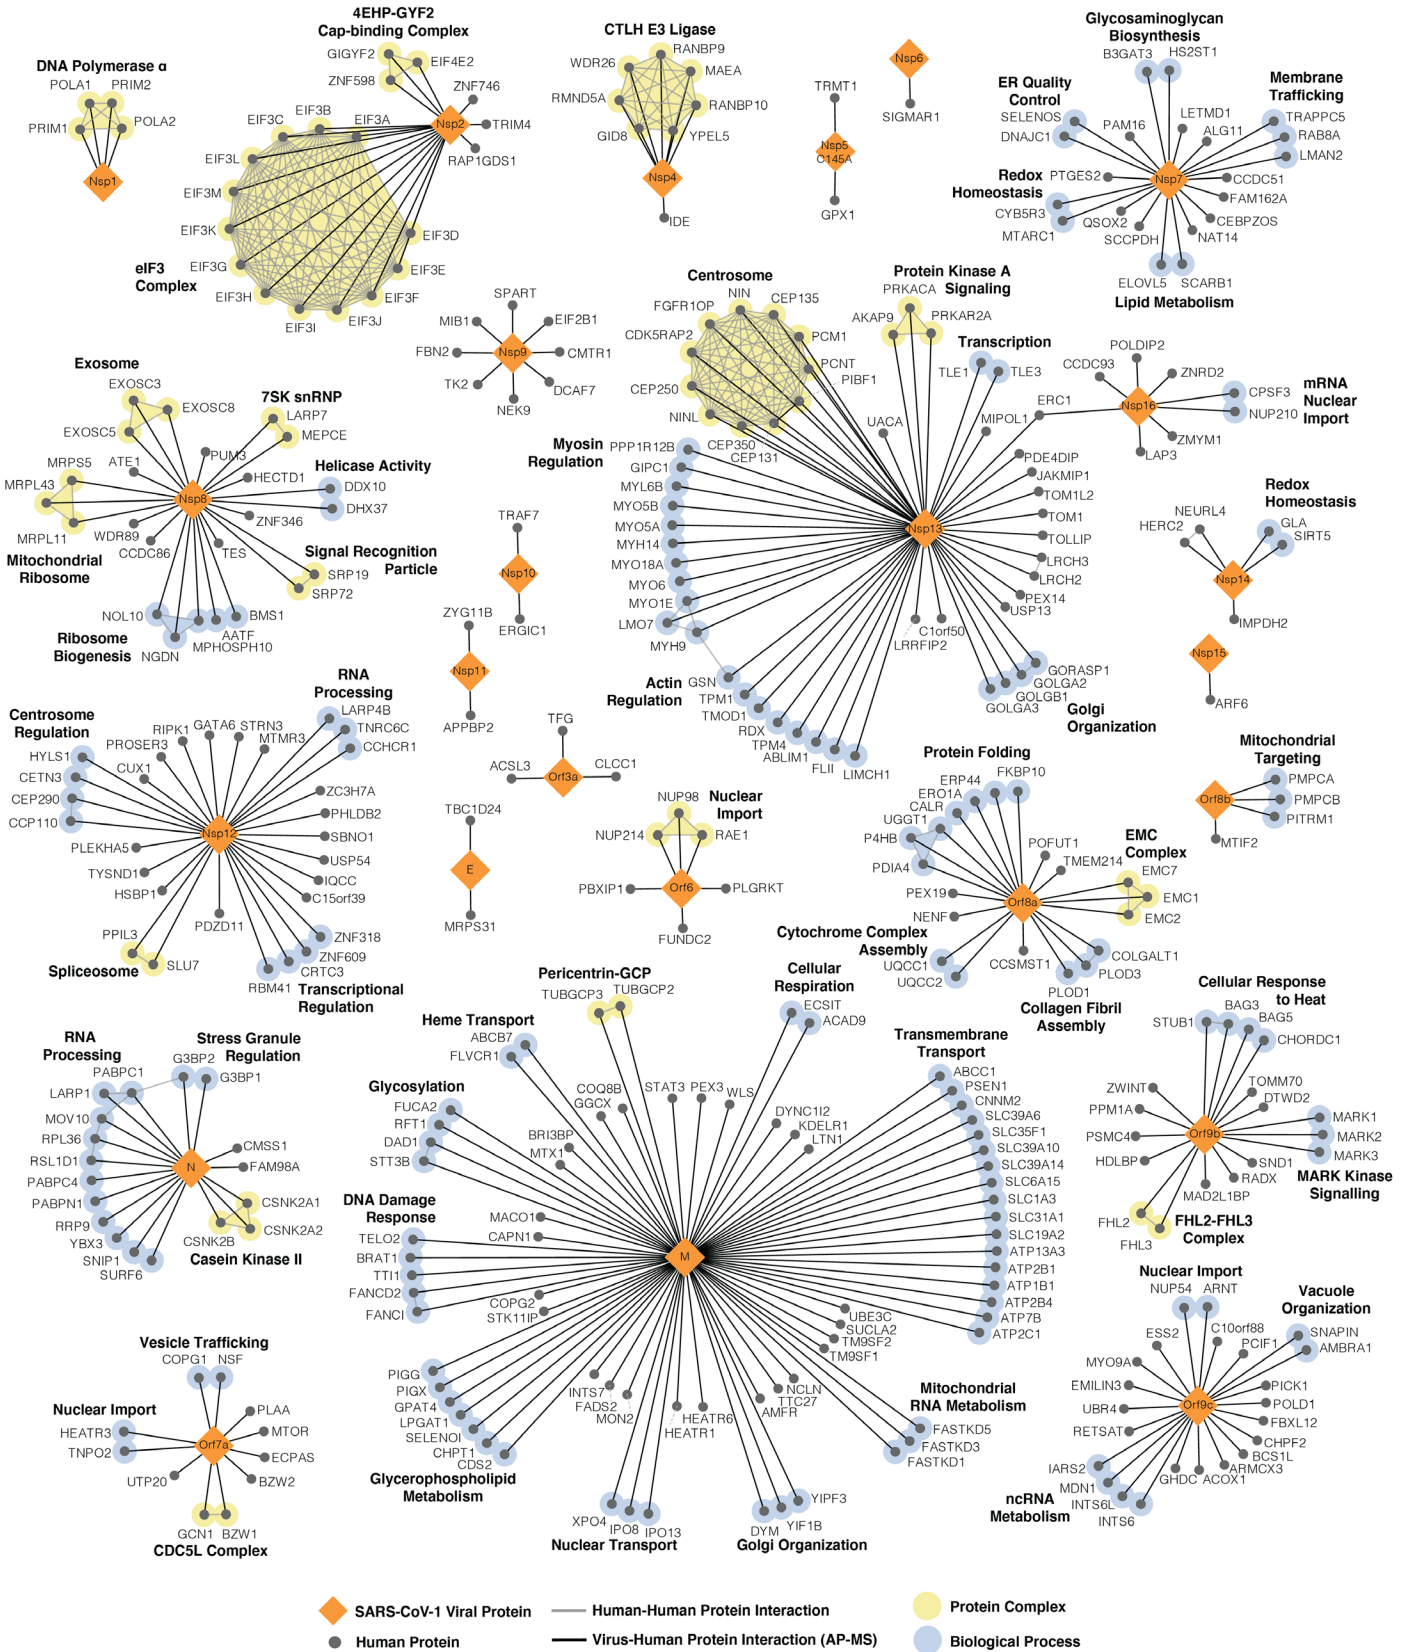 DNA Polymerase α
POLA1
PRIM2
PRIM1
POLA2
Nsp1
4EHP-GYF2
Cap-binding Complex
GIGYF2
EIF4E2
ZNF598
ZNF746
Nsp2
TRIM4
RAP1GDS1
EIF3B
EIF3C
EIF3A
EIF3L
EIF3M
EIF3K
EIF3G
EIF3H
EIF3I
EIF3J
EIF3F
EIF3E
EIF3D
eIF3
Complex
CTLH E3 Ligase
RANBP9
WDR26
MAEA
RMND5A
RANBP10
GID8
YPEL5
Nsp4
IDE
TRMT1
Nsp5
C145A
GPX1
Nsp6
SIGMAR1
Glycosaminoglycan
Biosynthesis
B3GAT3
HS2ST1
ER Quality
Control
SELENOS
DNAJC1
Membrane
Trafficking
TRAPPC5
RAB8A
LMAN2
LETMD1
PAM16
ALG11
Redox
Homeostasis
PTGES2
Nsp7
CCDC51
FAM162A
CYB5R3
MTARC1
QSOX2
SCCPDH
CEBPZOS
NAT14
ELOVL5
SCARB1
Lipid Metabolism
SPART
MIB1
EIF2B1
FBN2
Nsp9
CMTR1
TK2
DCAF7
NEK9
Centrosome
NIN
FGFR1OP
CEP135
CDK5RAP2
PCM1
PCNT
CEP250
PIBF1
NINL
CEP350
CEP131
Protein Kinase A
Signaling
PRKACA
AKAP9
PRKAR2A
Transcription
TLE1
TLE3
UACA
MIPOL1
ERC1
PDE4DIP
JAKMIP1
TOM1L2
TOM1
TOLLIP
LRCH3
LRCH2
PEX14
USP13
C1orf50
LRRFIP2
Nsp13
Myosin
Regulation
PPP1R12B
GIPC1
MYL6B
MYO5B
MYO5A
MYH14
MYO18A
MYO6
MYO1E
LMO7
MYH9
Actin
Regulation
GSN
TPM1
TMOD1
RDX
TPM4
ABLIM1
FLII
LIMCH1
GORASP1
GOLGA2
GOLGB1
GOLGA3
Golgi
Organization
POLDIP2
CCDC93
ZNRD2
Nsp16
CPSF3
NUP210
mRNA
Nuclear
Import
ZMYM1
LAP3
Redox
Homeostasis
NEURL4
HERC2
GLA
SIRT5
Nsp14
IMPDH2
Nsp15
ARF6
Exosome
EXOSC3
EXOSC8
EXOSC5
7SK snRNP
LARP7
MEPCE
PUM3
ATE1
HECTD1
Helicase Activity
DDX10
DHX37
MRPS5
MRPL43
MRPL11
Mitochondrial
Ribosome
Nsp8
WDR89
CCDC86
ZNF346
TES
Signal Recognition
Particle
SRP19
SRP72
NOL10
NGDN
MPHOSPH10
AATF
BMS1
Ribosome
Biogenesis
TRAF7
Nsp10
ERGIC1
ZYG11B
Nsp11
APPBP2
TFG
ACSL3
CLCC1
Orf3a
TBC1D24
E
MRPS31
RNA
Processing
LARP4B
TNRC6C
CCHCR1
Centrosome
Regulation
HYLS1
CETN3
CEP290
CCP110
CUX1
PROSER3
RIPK1
GATA6
STRN3
MTMR3
ZC3H7A
PHLDB2
SBNO1
USP54
IQCC
C15orf39
Nsp12
PLEKHA5
TYSND1
HSBP1
PDZD11
PPIL3
SLU7
Spliceosome
ZNF318
ZNF609
CRTC3
RBM41
Transcriptional
Regulation
Nuclear
Import
NUP98
NUP214
RAE1
PBXIP1
Orf6
PLGRKT
FUNDC2
Protein Folding
FKBP10
ERP44
ERO1A
CALR
UGGT1
P4HB
PDIA4
POFUT1
TMEM214
EMC
Complex
EMC7
EMC1
EMC2
PEX19
NENF
Orf8a
Cytochrome Complex
Assembly
UQCC1
UQCC2
CCSMST1
COLGALT1
PLOD3
PLOD1
Collagen Fibril
Assembly
Mitochondrial
Targeting
PMPCA
PMPCB
PITRM1
Orf8b
MTIF2
RNA
Processing
Stress Granule
Regulation
G3BP2
G3BP1
PABPC1
LARP1
MOV10
RPL36
RSL1D1
PABPC4
PABPN1
RRP9
YBX3
SNIP1
SURF6
N
CMSS1
FAM98A
CSNK2A1
CSNK2A2
CSNK2B
Casein Kinase II
Pericentrin-GCP
TUBGCP3
TUBGCP2
Heme Transport
ABCB7
FLVCR1
Glycosylation
FUCA2
RFT1
DAD1
STT3B
COQ8B
GGCX
BRI3BP
MTX1
STAT3
PEX3
WLS
DYNC1I2
KDELR1
LTN1
Cellular
Respiration
ECSIT
ACAD9
Transmembrane
Transport
ABCC1
PSEN1
CNNM2
SLC39A6
SLC35F1
SLC39A10
SLC39A14
SLC6A15
SLC1A3
SLC31A1
SLC19A2
ATP13A3
ATP2B1
ATP1B1
ATP2B4
ATP7B
ATP2C1
DNA Damage
Response
TELO2
BRAT1
TTI1
FANCD2
FANCI
MACO1
CAPN1
M
COPG2
STK11IP
UBE3C
SUCLA2
TM9SF2
TM9SF1
PIGG
PIGX
GPAT4
LPGAT1
SELENOI
CHPT1
CDS2
Glycerophospholipid
Metabolism
INTS7
FADS2
MON2
HEATR1
HEATR6
AMFR
TTC27
NCLN
Mitochondrial
RNA Metabolism
FASTKD5
FASTKD3
FASTKD1
XPO4
IPO8
IPO13
Nuclear Transport
DYM
YIF1B
YIPF3
Golgi Organization
Cellular Response
to Heat
BAG3
STUB1
BAG5
CHORDC1
ZWINT
PPM1A
PSMC4
HDLBP
TOMM70
DTWD2
Orf9b
MARK1
MARK2
MARK3
MARK Kinase
Signalling
SND1
RADX
MAD2L1BP
FHL2
FHL3
FHL2-FHL3
Complex
Nuclear Import
NUP54
ARNT
Vacuole
Organization
SNAPIN
AMBRA1
C10orf88
ESS2
PCIF1
MYO9A
EMILIN3
UBR4
RETSAT
Orf9c
PICK1
POLD1
FBXL12
CHPF2
BCS1L
ARMCX3
ACOX1
GHDC
IARS2
MDN1
INTS6L
INTS6
ncRNA
Metabolism
Vesicle Trafficking
COPG1
NSF
Nuclear Import
HEATR3
TNPO2
PLAA
MTOR
ECPAS
BZW2
Orf7a
UTP20
GCN1
BZW1
CDC5L Complex
SARS-CoV-1 Viral Protein
Human-Human Protein Interaction
Protein Complex
Human Protein
Virus-Human Protein Interaction (AP-MS)
Biological Process